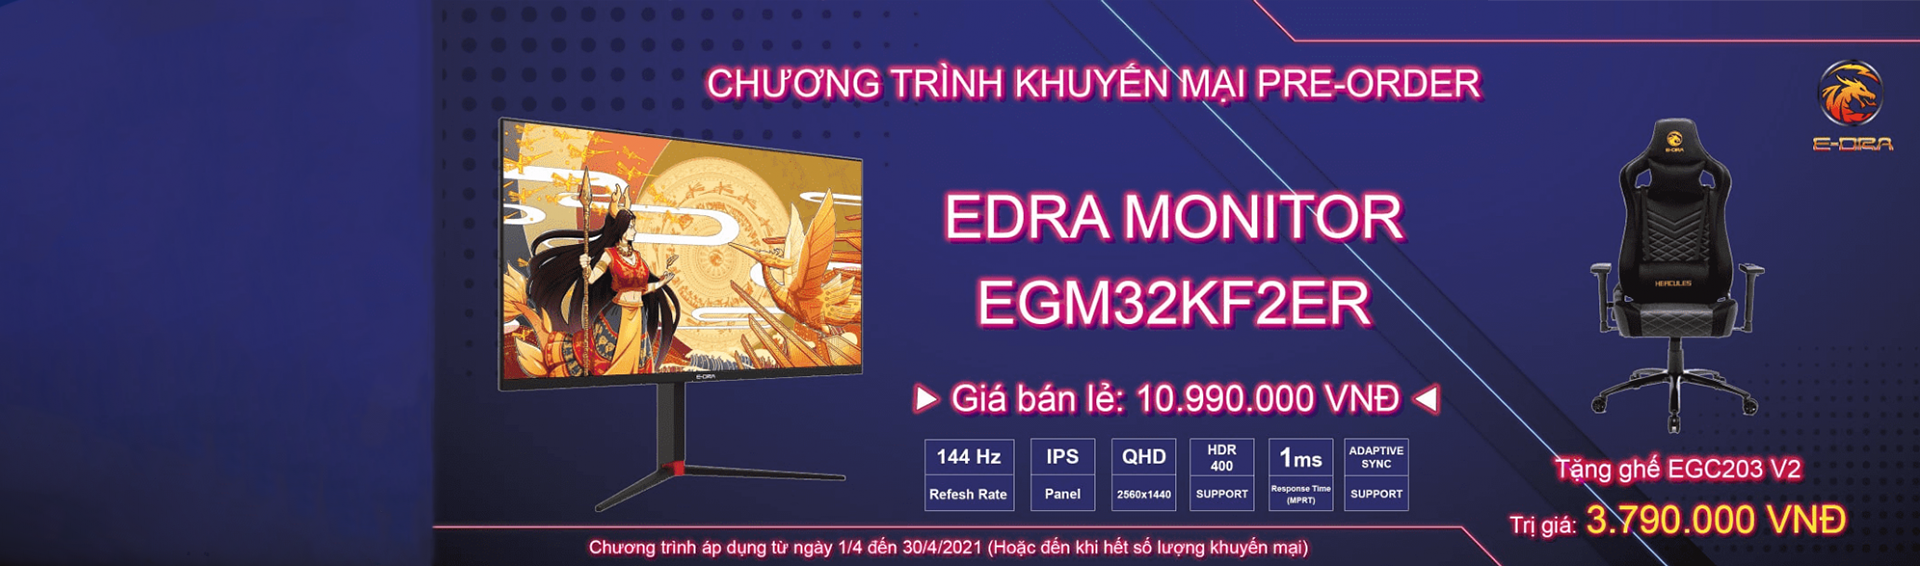 CHƯƠNG TRÌNH KHUYẾN MẠI PRE-ORDER
E-DRA
EDRA MONITOR
EGM32KF2ER
Giá bán lẻ: 10.990.000 VNĐ
144 Hz
Refesh Rate
IPS
Panel
QHD
2560x1440
HDR
400
SUPPORT
1ms
Response Time
(MPRT)
ADAPTIVE
SYNC
SUPPORT
E-DRA
E-DRA
HERCULES
Tặng ghế EGC203 V2
Trị giá: 3.790.000 VNĐ
Chương trình áp dụng từ ngày 1/4 đến 30/4/2021 (Hoặc đến khi hết số lượng khuyến mại)